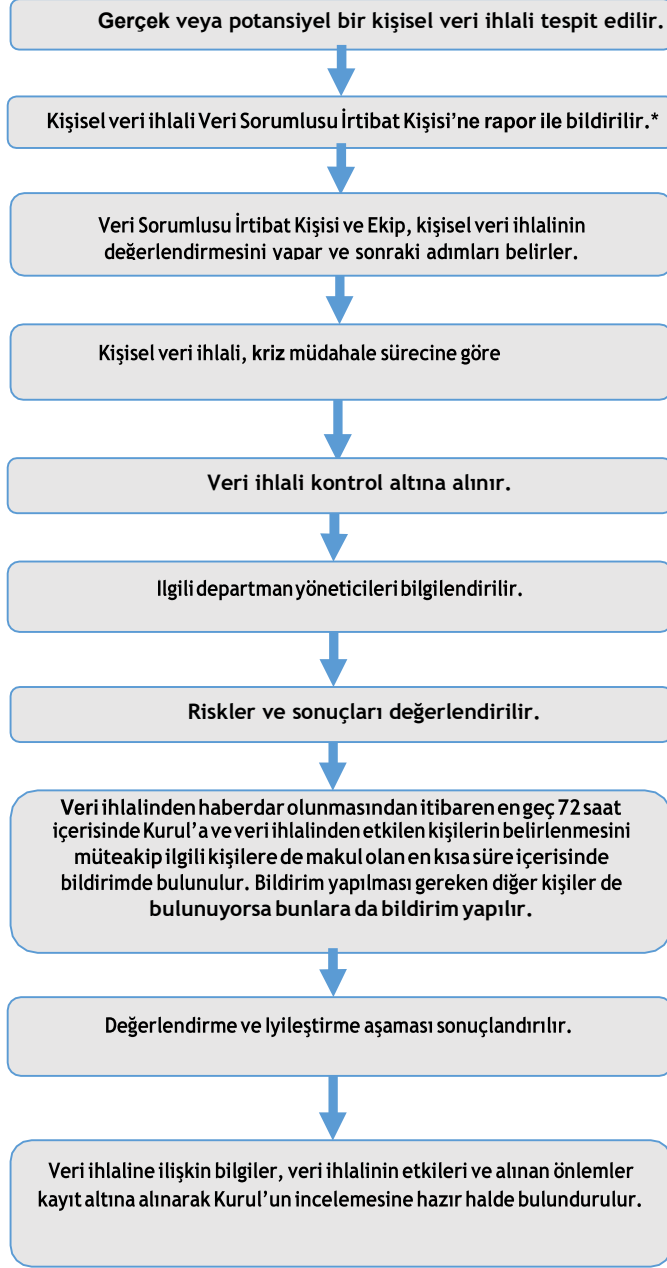 Gerçek veya potansiyel bir kişisel veri ihlali tespit edilir.
Kişisel veri ihlali Veri Sorumlusu İrtibat Kişisi’ne rapor ile bildirilir.*
Veri Sorumlusu İrtibat Kişisi ve Ekip, kişisel veri ihlalinin
değerlendirmesini yapar ve sonraki adımları belirler.
Kişisel veri ihlali, kriz müdahale sürecine göre
Veri ihlali kontrol altına alınır.
Ilgili departman yöneticileri bilgilendirilir.
Riskler ve sonuçları değerlendirilir.
Veri ihlalinden haberdar olunmasından itibaren en geç 72 saat
içerisinde Kurul’a ve veri ihlalinden etkilen kişilerin belirlenmesini
müteakip ilgili kişilere de makul olan en kısa süre içerisinde
bildirimde bulunulur. Bildirim yapılması gereken diğer kişiler de
bulunuyorsa bunlara da bildirim yapılır.
Değerlendirme ve Iyileştirme aşaması sonuçlandırılır.
Veri ihlaline ilişkin bilgiler, veri ihlalinin etkileri ve alınan önlemler
kayıt altına alınarak Kurul’un incelemesine hazır halde bulundurulur.